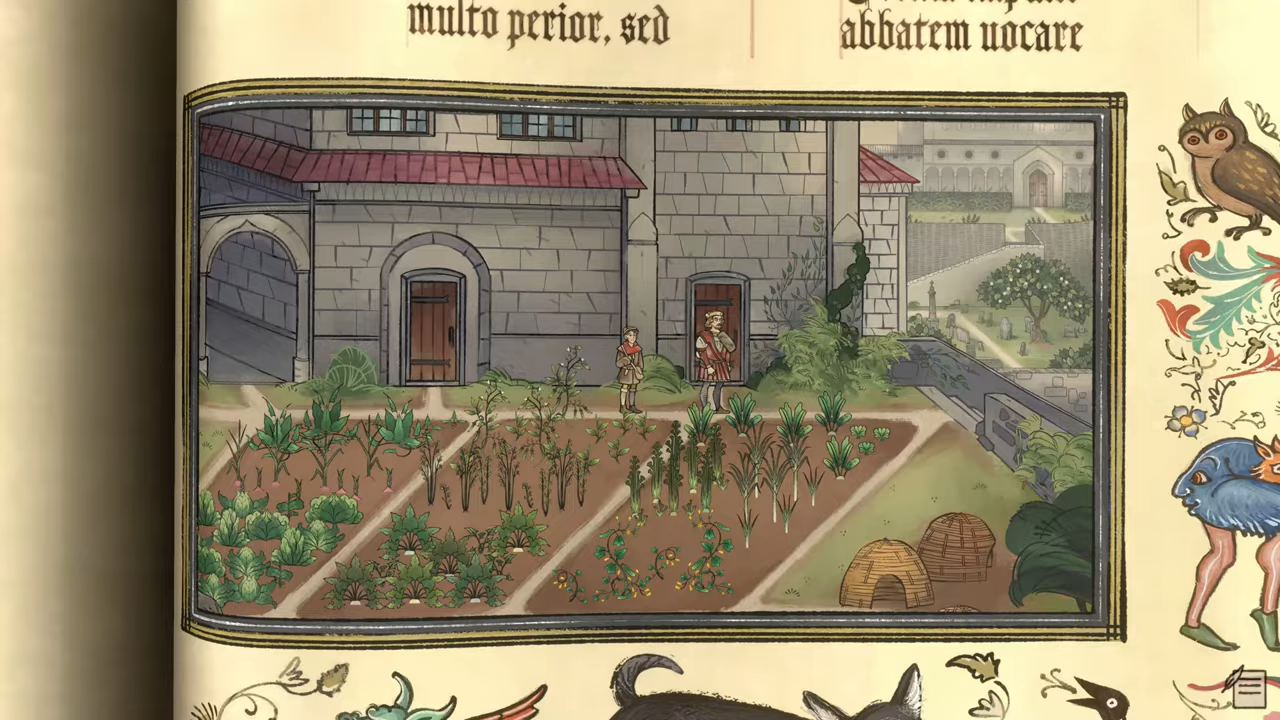 multo perior, sed
abbatem uocare